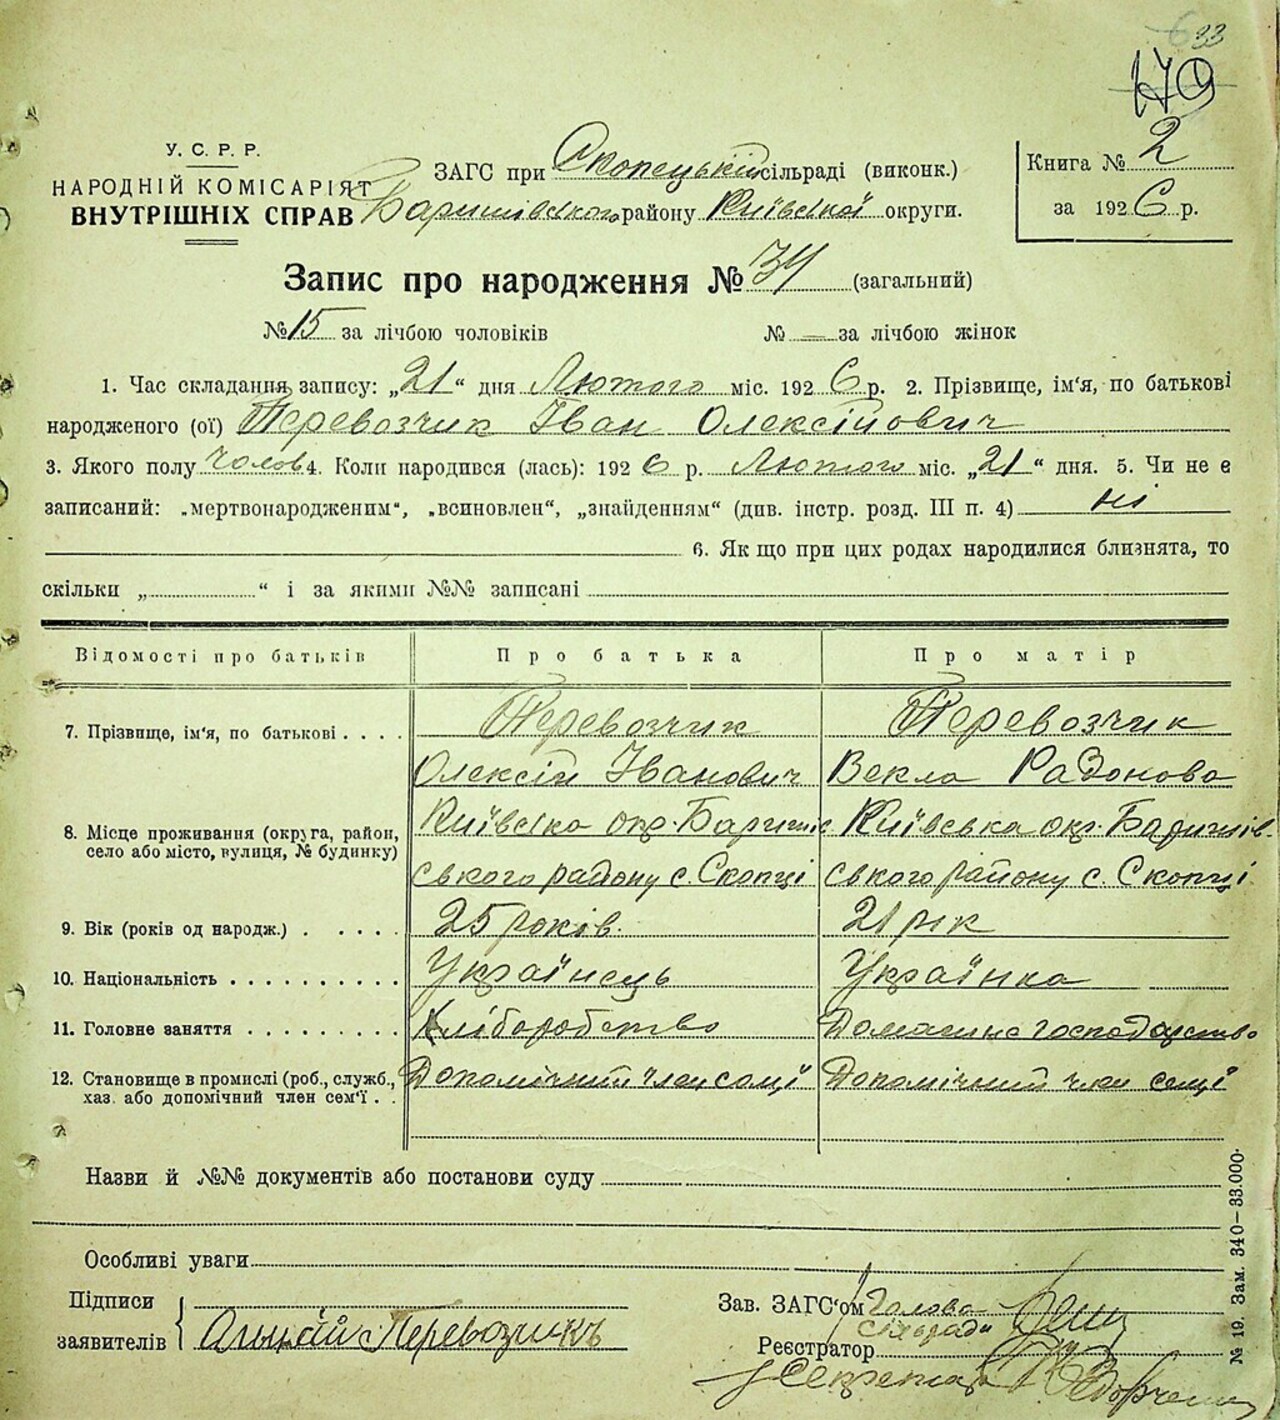 33
179
У. С. Р. Р.
НАРОДНІЙ КОМІСАРІЯТ
ВНУТРІШНІХ СПРАВ
ЗАГС при Скопецькій сільраді (виконк.)
Баришівського району Київської округи.
Книга № 2
за 1926 р.
Запис про народження № 34 (загальний)
№ 15 за лічбою чоловіків № — за лічбою жінок
1. Час складання запису: „21“ дня Лютого міс. 1926 р. 2. Прізвище, ім'я, по батькові
народженого (ої) Перевозчик Іван Олексійович
3. Якого полу чолов. 4. Коли народився (лась): 1926 р. Лютого міс. „21“ дня. 5. Чи не є
записаний: „мертвонародженим“, „всиновлен“, „знайденням“ (див. інстр. розд. III п. 4) ні
6. Як що при цих родах народилися близнята, то
скільки „ “ і за якими №№ записані
Відомості про батьків Про батька Про матір
7. Прізвище, ім'я, по батькові . . . . Перевозчик Перевозчик
Олексій Іванович Векла Радонова
8. Місце проживання (округа, район, Київська окр. Баришів Київська окр. Баришів-
село або місто, вулиця, № будинку) ського району с. Скопці ського району с. Скопці
9. Вік (років од народж.) . . . . . 25 років. 21 рік
10. Національність . . . . . . . . . . Українець Українка
11. Головне заняття . . . . . . . . . Хліборобство Домашнє господарство
12. Становище в промислі (роб., служб., Допомічний член семї Допомічний член семї
хаз. або допомічний член сем'ї . .
Назви й №№ документів або постанови суду
Особливі уваги
Підписи
заявителів Перевозчикъ
Зав. ЗАГС'ом Голова
сільради
Реєстратор
Секретар
№ 19. Зам. 340—33.000.